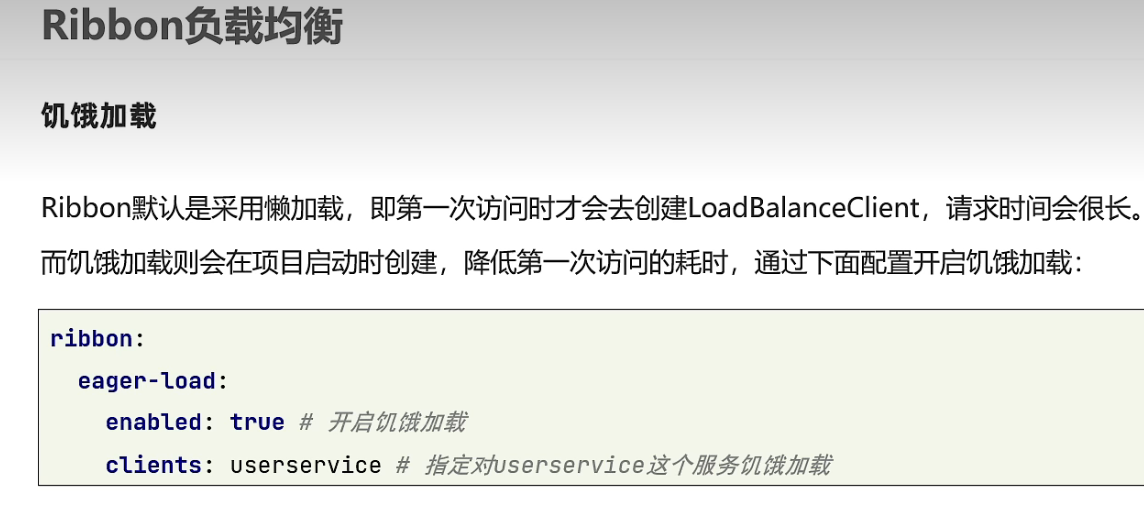 Ribbon负载均衡
饥饿加载
Ribbon默认是采用懒加载，即第一次访问时才会去创建LoadBalanceClient，请求时间会很长。
而饥饿加载则会在项目启动时创建，降低第一次访问的耗时，通过下面配置开启饥饿加载：
ribbon:
  eager-load:
    enabled: true # 开启饥饿加载
    clients: userservice # 指定对userservice这个服务饥饿加载